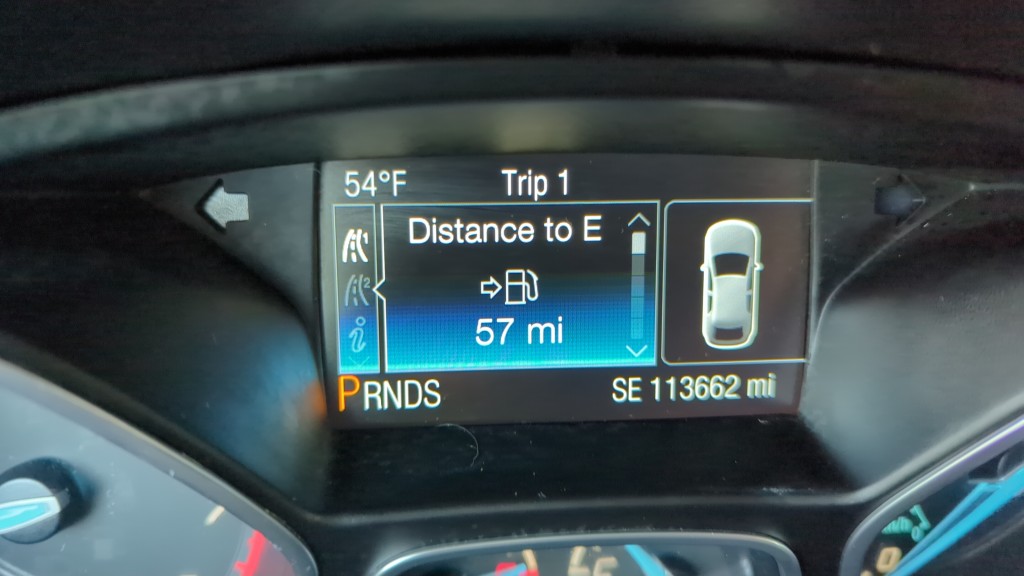 54°F Trip 1
Distance to E
57 mi
PRNDS SE 113662 mi